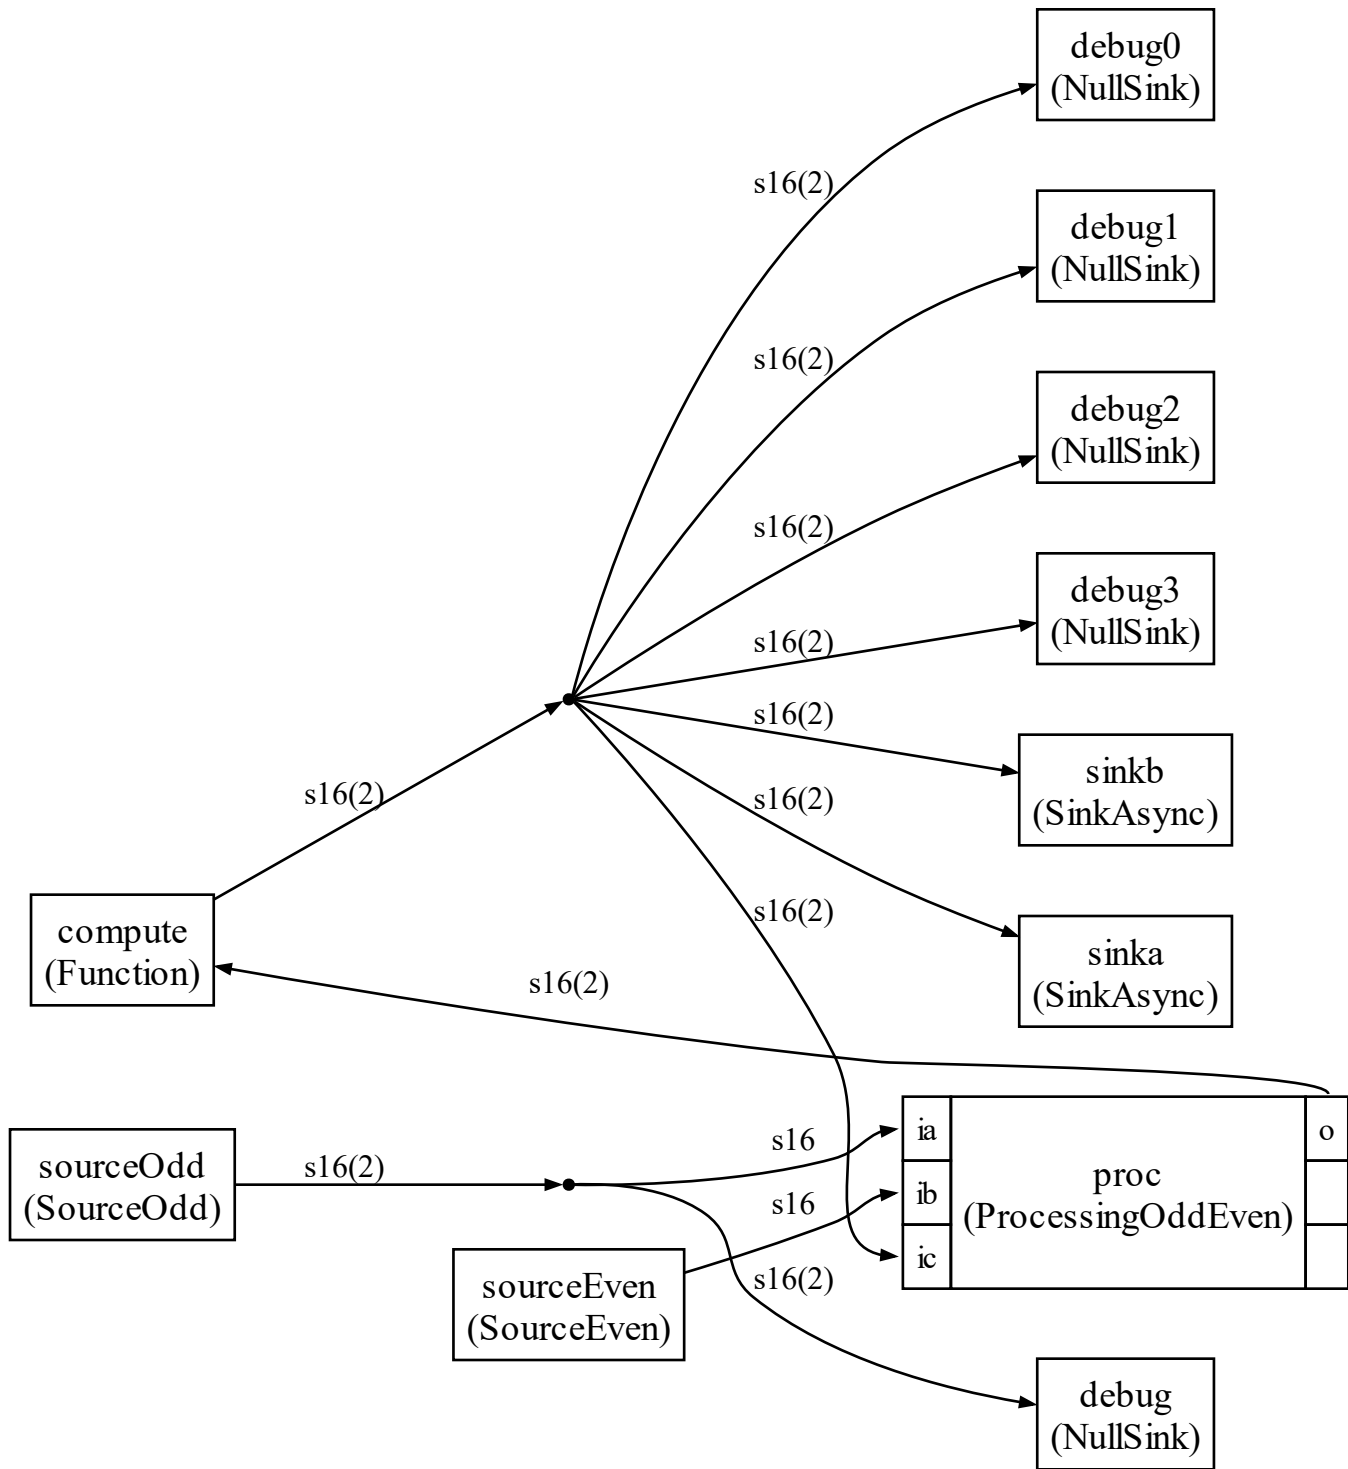 debug0
(NullSink)
s16(2)
debug1
(NullSink)
s16(2)
debug2
(NullSink)
s16(2)
debug3
(NullSink)
s16(2)
s16(2)
sinkb
(SinkAsync)
s16(2)
s16(2)
compute
(Function)
s16(2)
sinka
(SinkAsync)
s16(2)
sourceOdd
(SourceOdd)
s16(2)
s16
ia
o
proc
(ProcessingOddEven)
ib
s16
ic
sourceEven
(SourceEven)
s16(2)
debug
(NullSink)